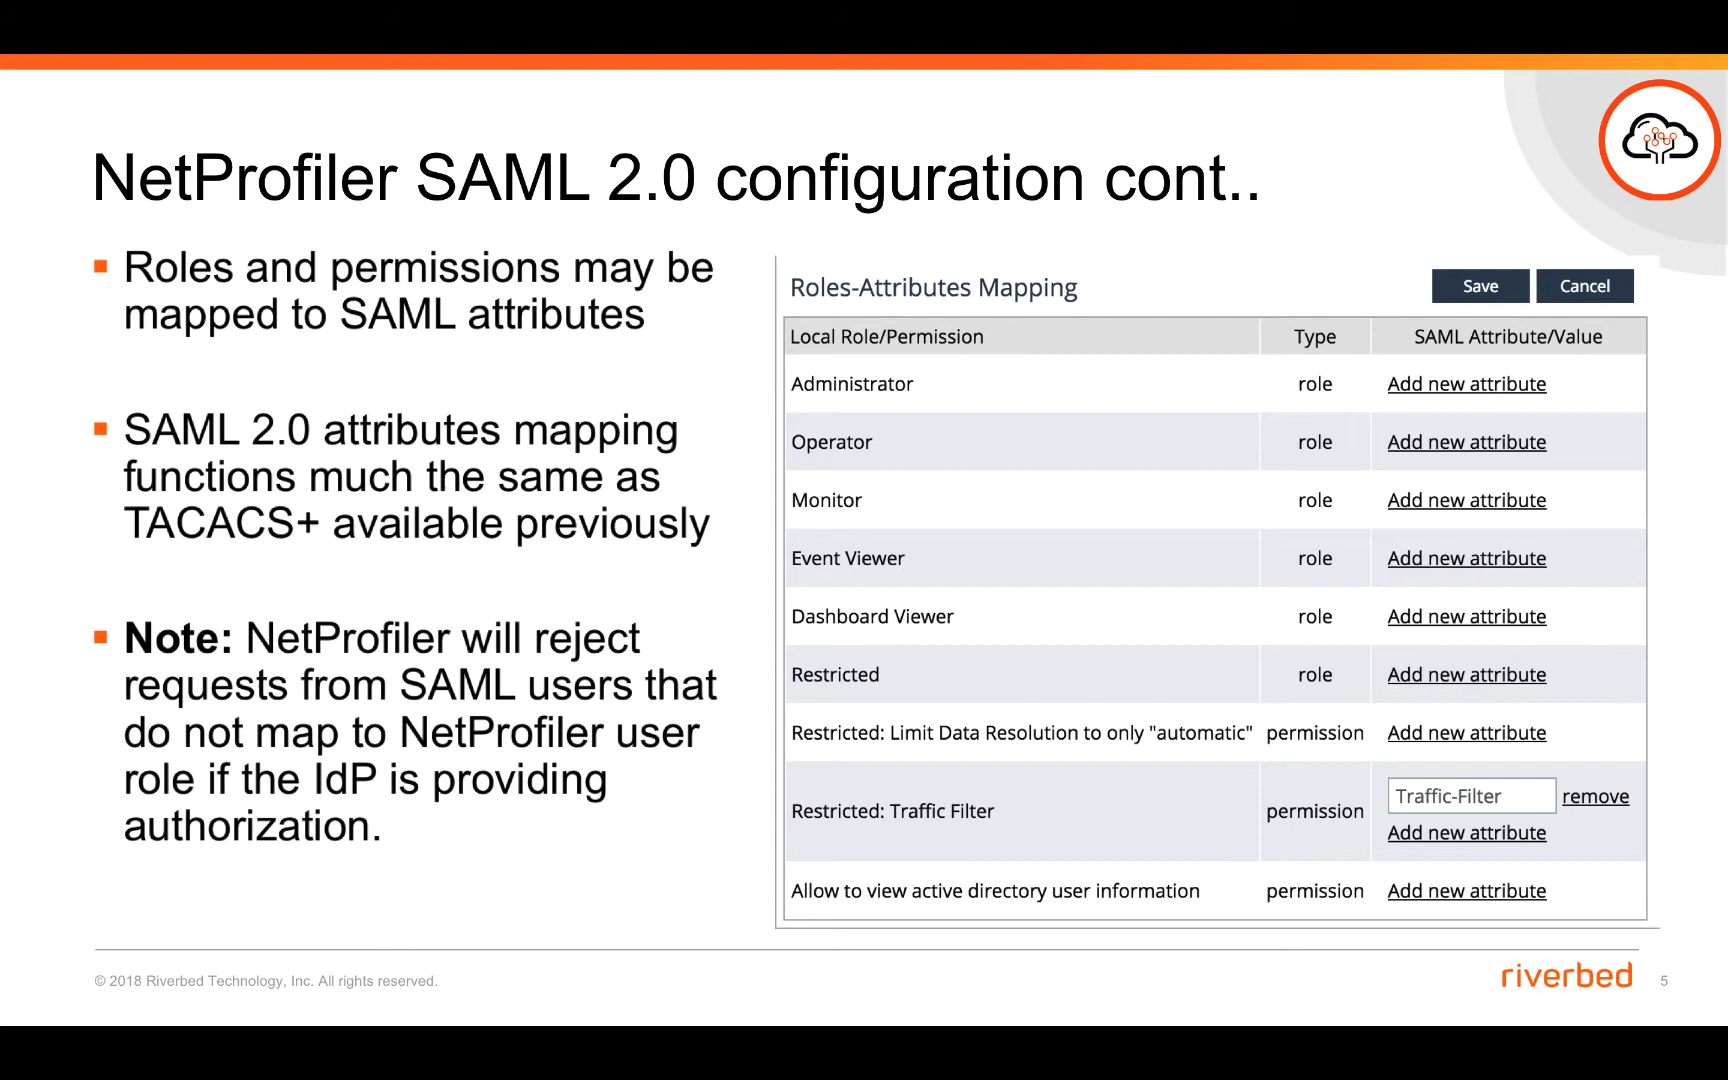 NetProfiler SAML 2.0 configuration cont..
Roles and permissions may be
mapped to SAML attributes
SAML 2.0 attributes mapping
functions much the same as
TACACS+ available previously
Note: NetProfiler will reject
requests from SAML users that
do not map to NetProfiler user
role if the IdP is providing
authorization.
Roles-Attributes Mapping Save Cancel
Local Role/Permission Type SAML Attribute/Value
Administrator role Add new attribute
Operator role Add new attribute
Monitor role Add new attribute
Event Viewer role Add new attribute
Dashboard Viewer role Add new attribute
Restricted role Add new attribute
Restricted: Limit Data Resolution to only "automatic" permission Add new attribute
Restricted: Traffic Filter permission Traffic-Filter remove
Add new attribute
Allow to view active directory user information permission Add new attribute
© 2018 Riverbed Technology, Inc. All rights reserved. riverbed 5